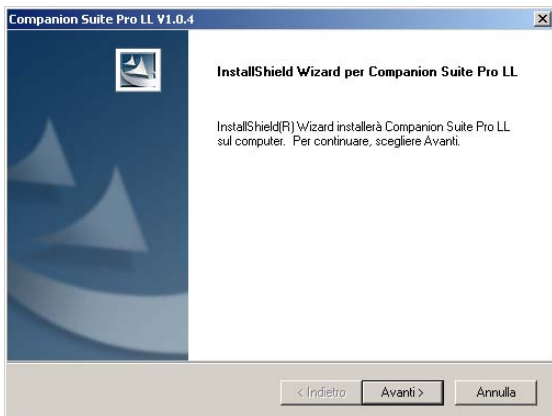 Companion Suite Pro LL V1.0.4
InstallShield Wizard per Companion Suite Pro LL
InstallShield(R) Wizard installerà Companion Suite Pro LL
sul computer. Per continuare, scegliere Avanti.
< Indietro
Avanti >
Annulla